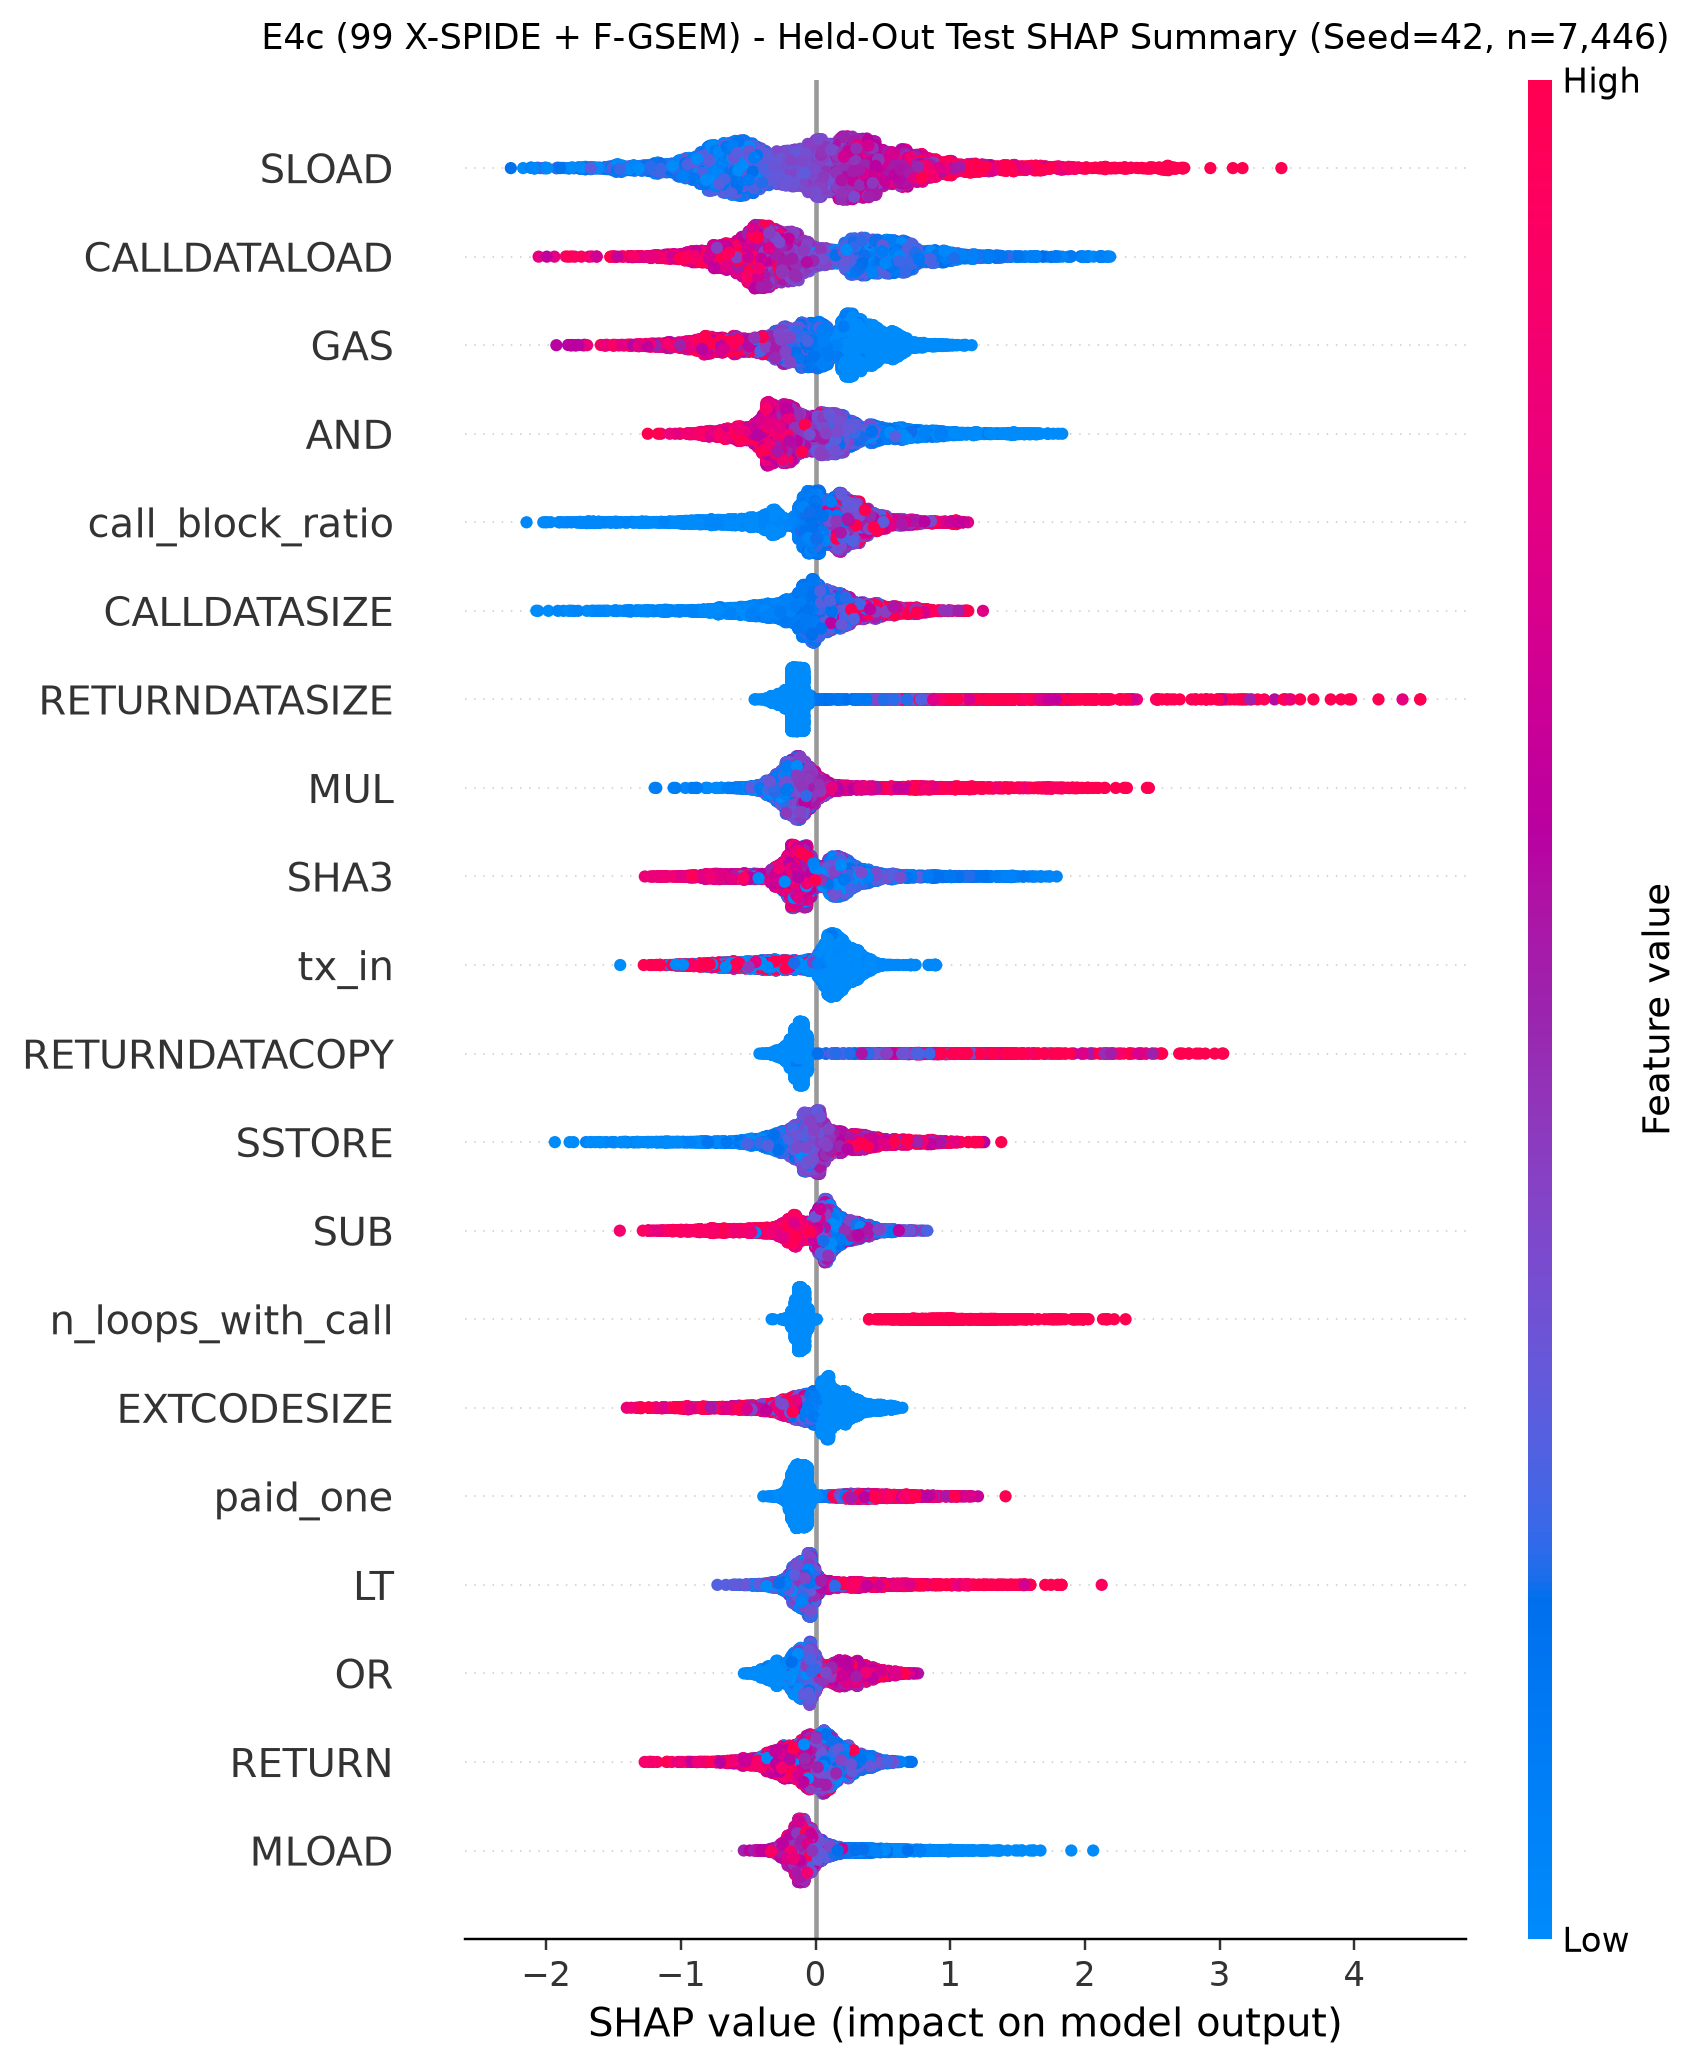 E4c (99 X-SPIDE + F-GSEM) - Held-Out Test SHAP Summary (Seed=42, n=7,446)
High
SLOAD
CALLDATALOAD
GAS
AND
call_block_ratio
CALLDATASIZE
RETURNDATASIZE
MUL
SHA3
tx_in
RETURNDATACOPY
SSTORE
SUB
n_loops_with_call
EXTCODESIZE
paid_one
LT
OR
RETURN
MLOAD
Feature value
Low
−2 −1 0 1 2 3 4
SHAP value (impact on model output)